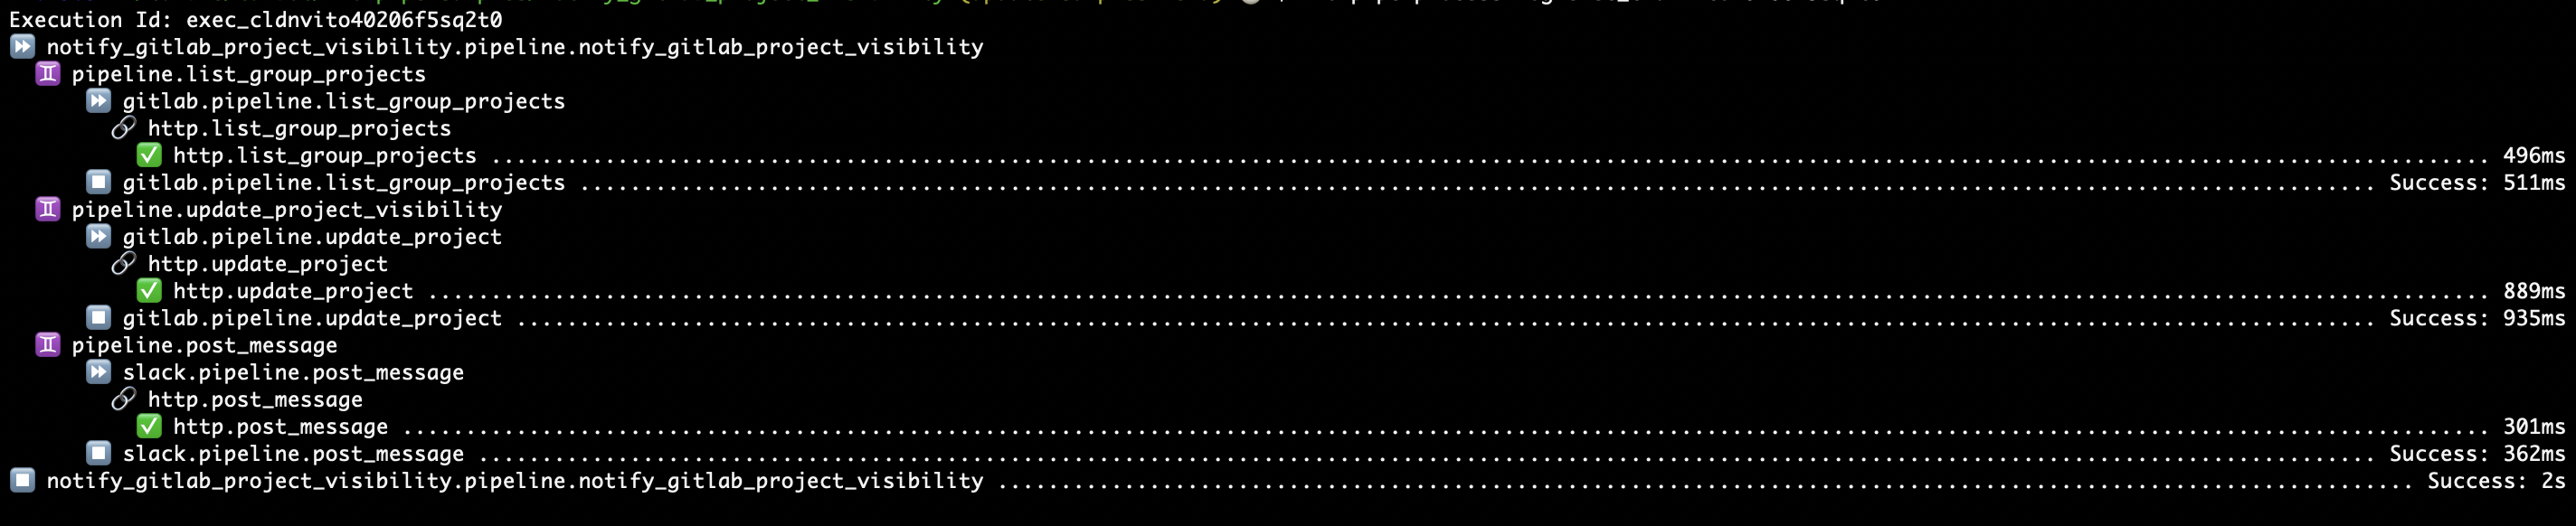 Execution Id: exec_cldnvito40206f5sq2t0
notify_gitlab_project_visibility.pipeline.notify_gitlab_project_visibility
pipeline.list_group_projects
gitlab.pipeline.list_group_projects
http.list_group_projects
http.list_group_projects ... 496ms
gitlab.pipeline.list_group_projects ... Success: 511ms
pipeline.update_project_visibility
gitlab.pipeline.update_project
http.update_project
http.update_project ... 889ms
gitlab.pipeline.update_project ... Success: 935ms
pipeline.post_message
slack.pipeline.post_message
http.post_message
http.post_message ... 301ms
slack.pipeline.post_message ... Success: 362ms
notify_gitlab_project_visibility.pipeline.notify_gitlab_project_visibility ... Success: 2s